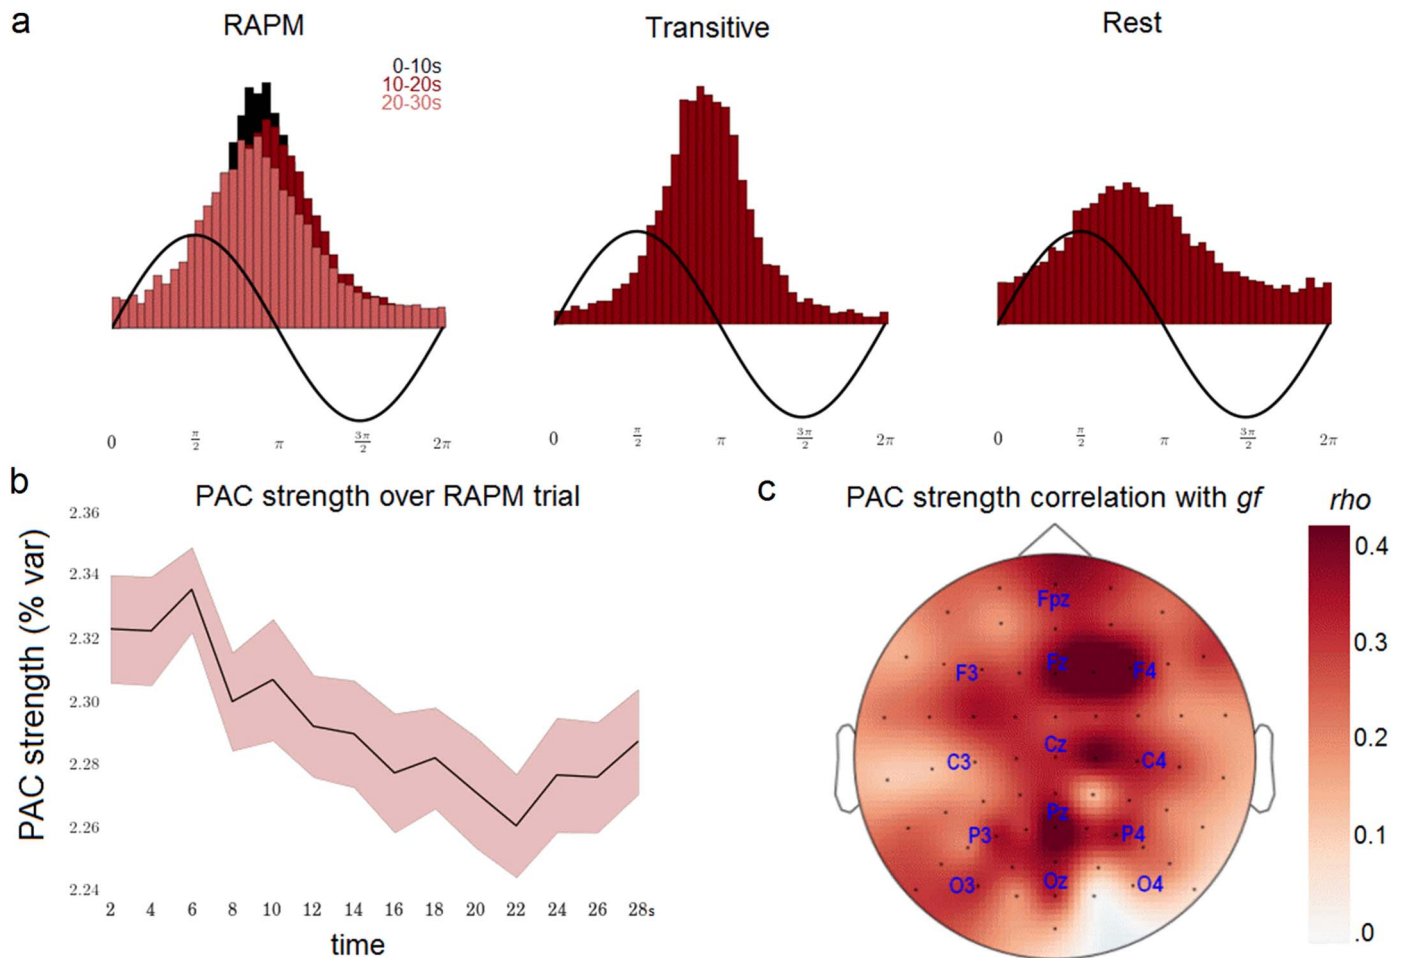 a
RAPM
Transitive
Rest
0-10s
10-20s
20-30s
0 π/2 π 3π/2 2π
0 π/2 π 3π/2 2π
0 π/2 π 3π/2 2π
b
PAC strength over RAPM trial
PAC strength (% var)
2.36
2.34
2.32
2.30
2.28
2.26
2.24
2 4 6 8 10 12 14 16 18 20 22 24 26 28s
time
c
PAC strength correlation with gf
rho
Fpz
F3 Fz F4
C3 Cz C4
P3 Pz P4
O3 Oz O4
0.4
0.3
0.2
0.1
.0